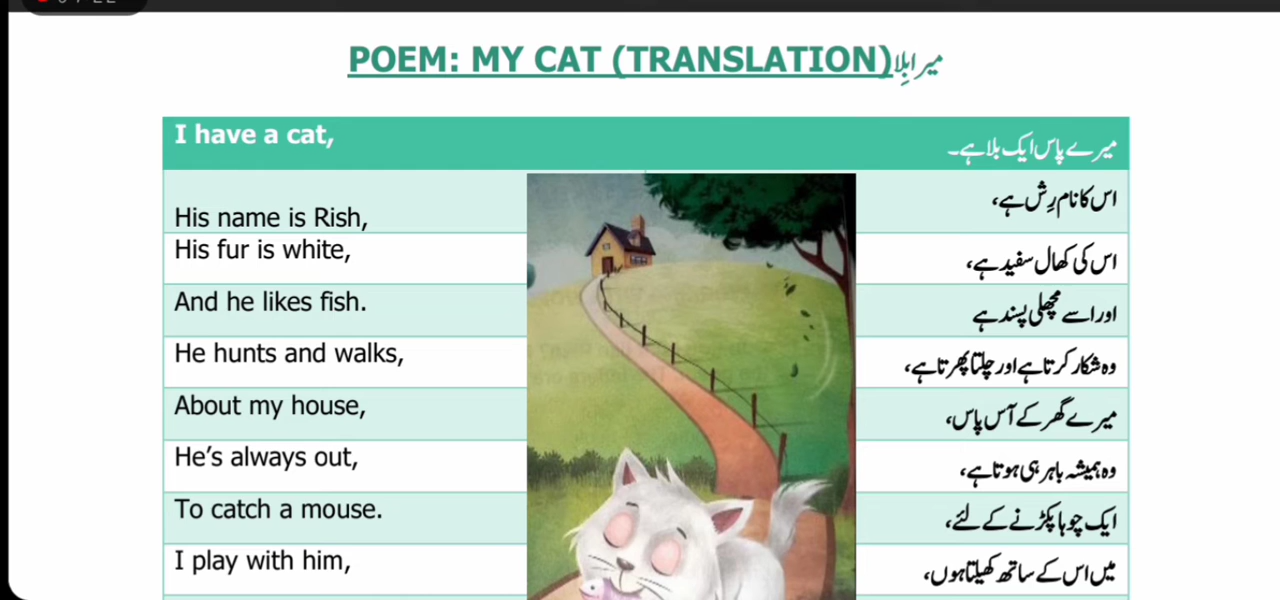 POEM: MY CAT (TRANSLATION)میرا بِلا
I have a cat, میرے پاس ایک بلا ہے۔
His name is Rish, اس کا نام رِش ہے،
His fur is white, اس کی کھال سفید ہے،
And he likes fish. اور اسے مچھلی پسند ہے
He hunts and walks, وہ شکار کرتا ہے اور چلتا پھرتا ہے،
About my house, میرے گھر کے آس پاس،
He’s always out, وہ ہمیشہ باہر ہی ہوتا ہے،
To catch a mouse. ایک چوہا پکڑنے کے لئے،
I play with him, میں اس کے ساتھ کھیلتا ہوں،